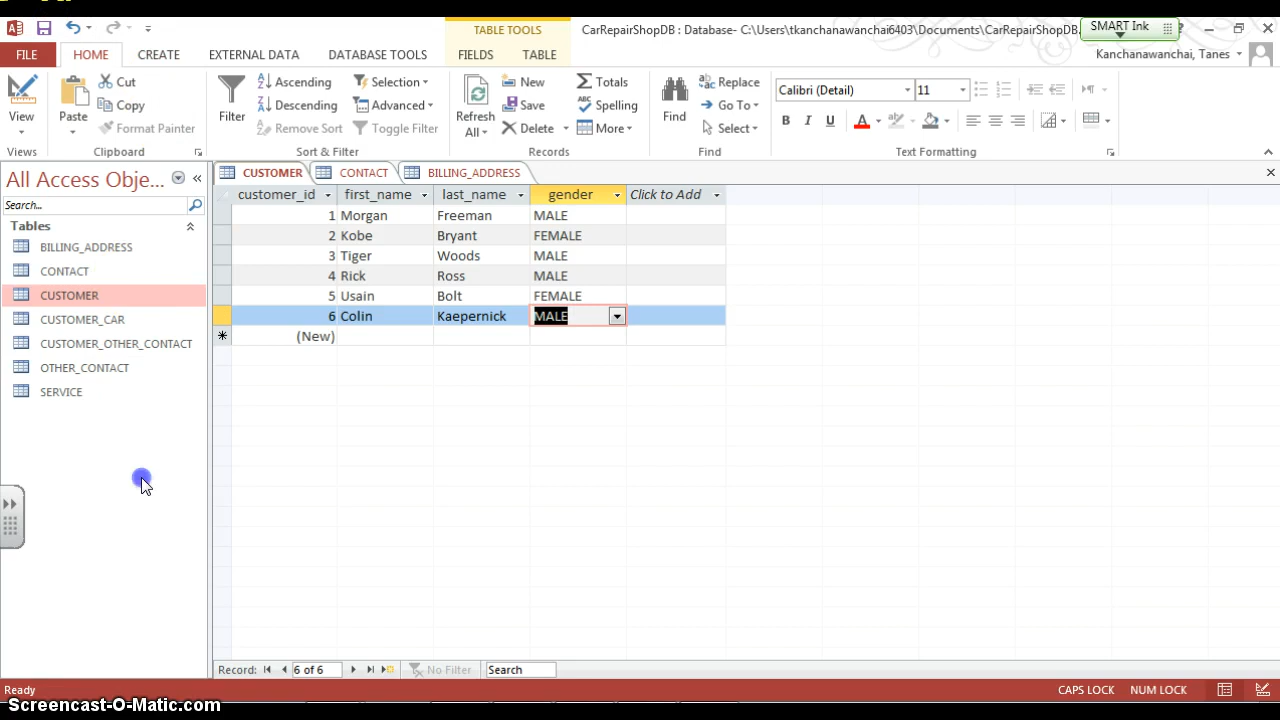 CarRepairShopDB : Database- C:\Users\tkanchanawanchai6403\Documents\CarRepairShopDB.
TABLE TOOLS
SMART Ink
FILE HOME CREATE EXTERNAL DATA DATABASE TOOLS FIELDS TABLE
Kanchanawanchai, Tanes
View
Views
Paste
Cut
Copy
Format Painter
Clipboard
Filter
Ascending
Descending
Remove Sort
Selection
Advanced
Toggle Filter
Sort & Filter
Refresh
All
New
Save
Delete
Totals
Spelling
More
Records
Find
Replace
Go To
Select
Find
Calibri (Detail) 11
B I U A
Text Formatting
All Access Obje...
Search...
Tables
BILLING_ADDRESS
CONTACT
CUSTOMER
CUSTOMER_CAR
CUSTOMER_OTHER_CONTACT
OTHER_CONTACT
SERVICE
CUSTOMER CONTACT BILLING_ADDRESS
customer_id first_name last_name gender Click to Add
1 Morgan Freeman MALE
2 Kobe Bryant FEMALE
3 Tiger Woods MALE
4 Rick Ross MALE
5 Usain Bolt FEMALE
6 Colin Kaepernick MALE
(New)
Record: 6 of 6 No Filter Search
Ready CAPS LOCK NUM LOCK
Screencast-O-Matic.com